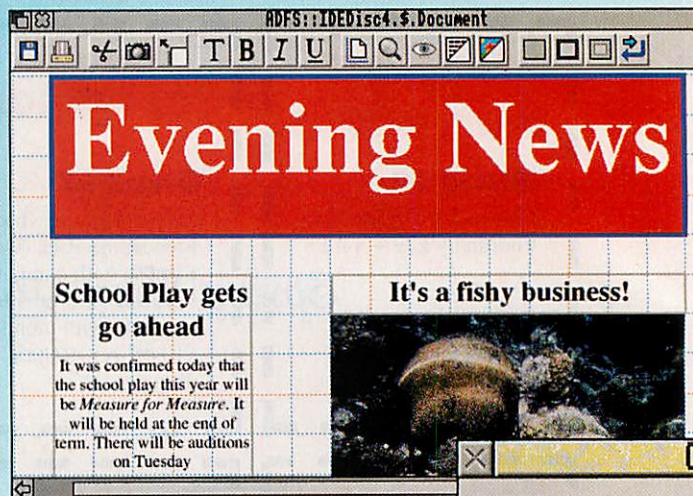 ADFS::IDEDisc4.$.Document
T B I U
Evening News
School Play gets
go ahead
It was confirmed today that
the school play this year will
be Measure for Measure. It
will be held at the end of
term. There will be auditions
on Tuesday
It's a fishy business!